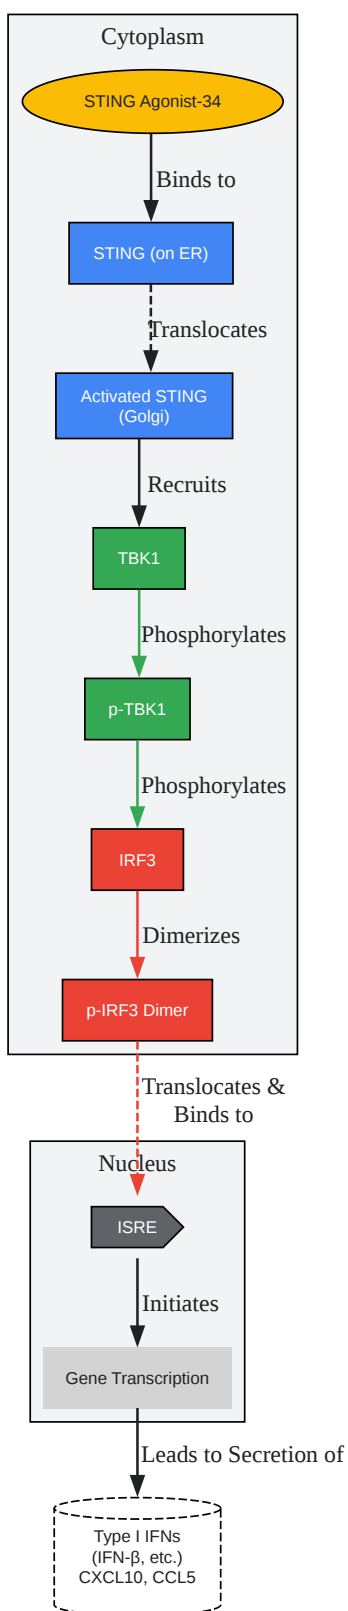 Cytoplasm
STING Agonist-34
Binds to
STING (on ER)
Translocates
Activated STING
(Golgi)
Recruits
TBK1
Phosphorylates
p-TBK1
Phosphorylates
IRF3
Dimerizes
p-IRF3 Dimer
Translocates &
Binds to
Nucleus
ISRE
Initiates
Gene Transcription
Leads to Secretion of
Type I IFNs
(IFN-β, etc.)
CXCL10, CCL5